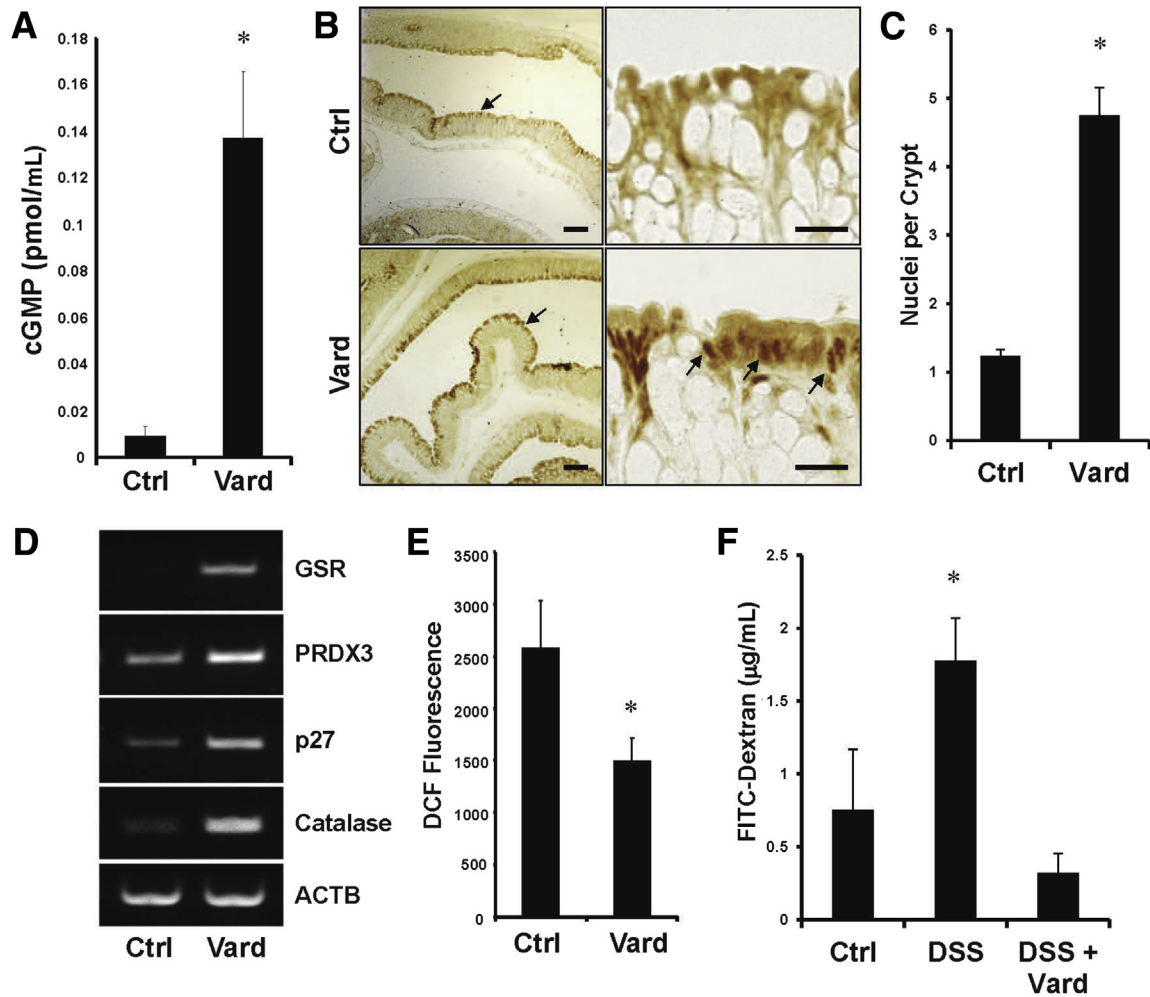 A
cGMP (pmol/mL)
0.18
0.16
0.14
0.12
0.1
0.08
0.06
0.04
0.02
0
*
Ctrl
Vard
B
Ctrl
Vard
C
Nuclei per Crypt
6
5
4
3
2
1
0
*
Ctrl
Vard
D
GSR
PRDX3
p27
Catalase
ACTB
Ctrl
Vard
E
DCF Fluorescence
3500
3000
2500
2000
1500
1000
500
0
*
Ctrl
Vard
F
FITC-Dextran (µg/mL)
2.5
2
1.5
1
0.5
0
*
Ctrl
DSS
DSS +
Vard